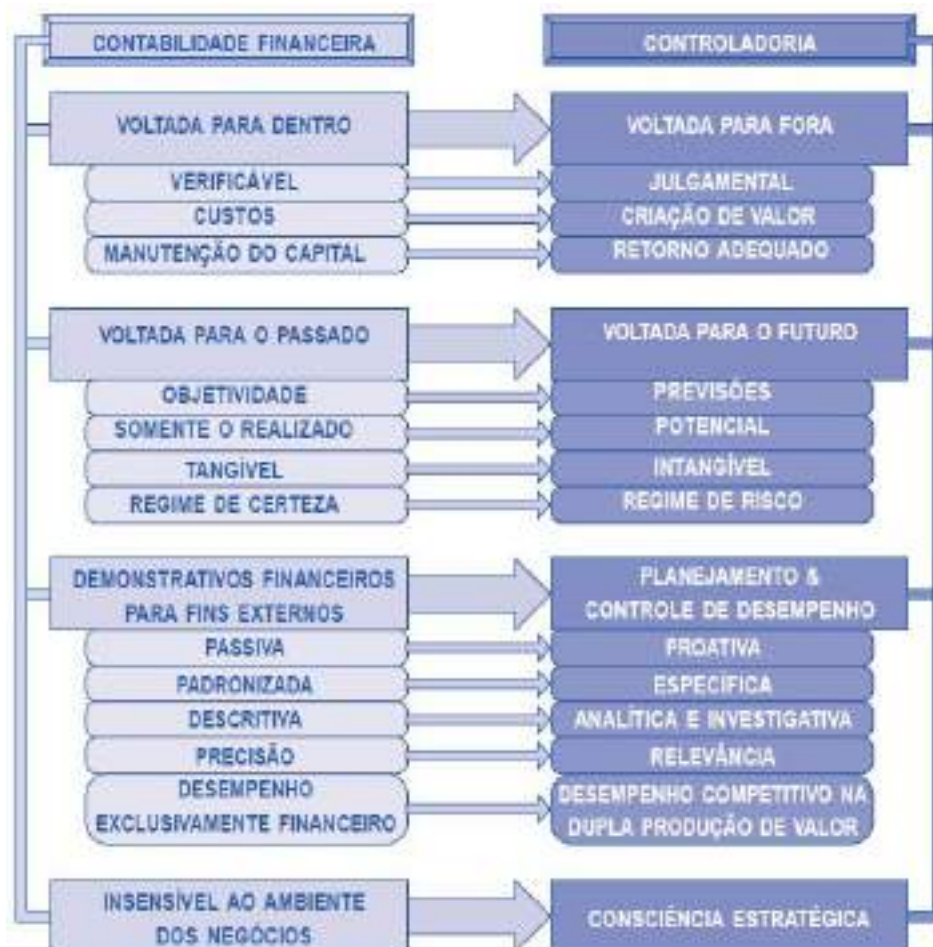 CONTABILIDADE FINANCEIRA
CONTROLADORIA
VOLTADA PARA DENTRO
VOLTADA PARA FORA
VERIFICÁVEL
JULGAMENTAL
CUSTOS
CRIAÇÃO DE VALOR
MANUTENÇÃO DO CAPITAL
RETORNO ADEQUADO
VOLTADA PARA O PASSADO
VOLTADA PARA O FUTURO
OBJETIVIDADE
PREVISÕES
SOMENTE O REALIZADO
POTENCIAL
TANGÍVEL
INTANGÍVEL
REGIME DE CERTEZA
REGIME DE RISCO
DEMONSTRATIVOS FINANCEIROS
PARA FINS EXTERNOS
PLANEJAMENTO &
CONTROLE DE DESEMPENHO
PASSIVA
PROATIVA
PADRONIZADA
ESPECÍFICA
DESCRITIVA
ANALÍTICA E INVESTIGATIVA
PRECISÃO
RELEVÂNCIA
DESEMPENHO
EXCLUSIVAMENTE FINANCEIRO
DESEMPENHO COMPETITIVO NA
DUPLA PRODUÇÃO DE VALOR
INSENSÍVEL AO AMBIENTE
DOS NEGÓCIOS
CONSCIÊNCIA ESTRATÉGICA